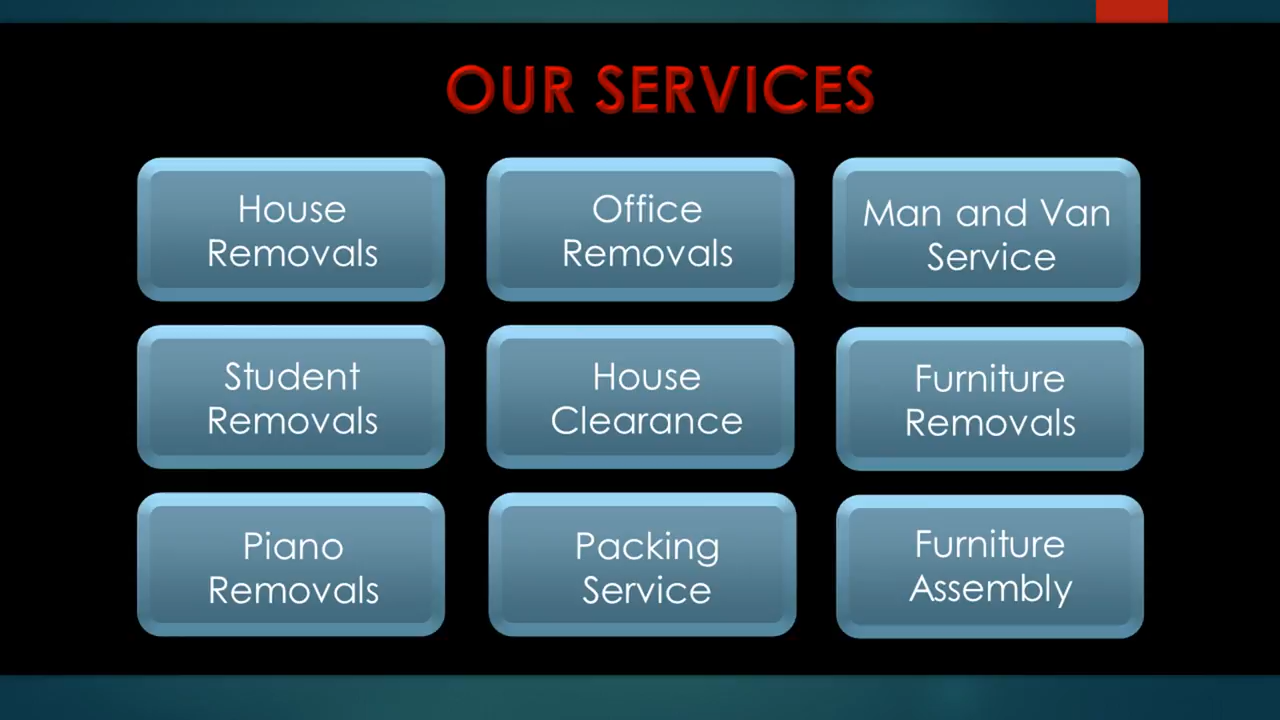 OUR SERVICES
House
Removals
Office
Removals
Man and Van
Service
Student
Removals
House
Clearance
Furniture
Removals
Piano
Removals
Packing
Service
Furniture
Assembly